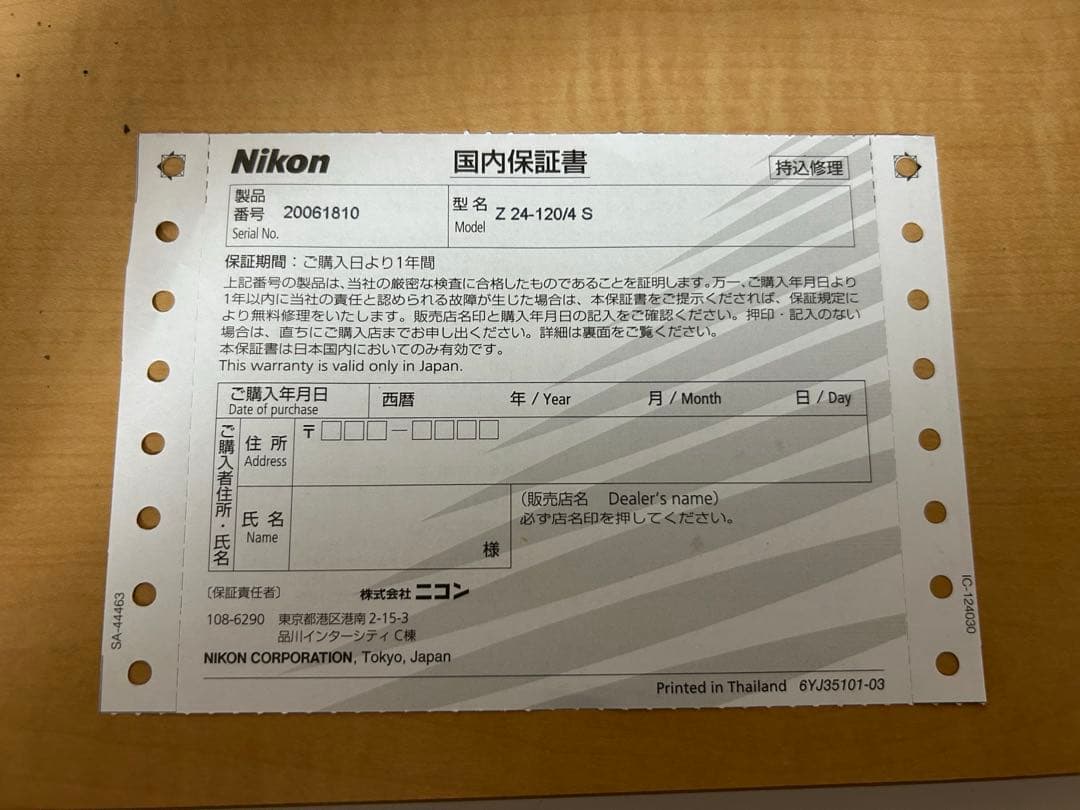 Nikon 国内保証書 持込修理
製品
番号 20061810
Serial No.
型名 Z 24-120/4 S
Model
保証期間：ご購入日より1年間
上記番号の製品は、当社の厳密な検査に合格したものであることを証明します。万一、ご購入年月日より
1年以内に当社の責任と認められる故障が生じた場合は、本保証書をご提示くだされば、保証規定に
より無料修理をいたします。販売店名印と購入年月日の記入をご確認ください。押印・記入のない
場合は、直ちにご購入店までお申し出ください。詳細は裏面をご覧ください。
本保証書は日本国内においてのみ有効です。
This warranty is valid only in Japan.
ご購入年月日 西暦 年 / Year 月 / Month 日 / Day
Date of purchase
ご購入者住所・氏名
住所 〒□□□－□□□□
Address
氏名
Name
様
（販売店名 Dealer's name）
必ず店名印を押してください。
〔保証責任者〕 株式会社 ニコン
108-6290 東京都港区港南 2-15-3
品川インターシティ C棟
NIKON CORPORATION, Tokyo, Japan
Printed in Thailand 6YJ35101-03
SA-44463
IC-124030